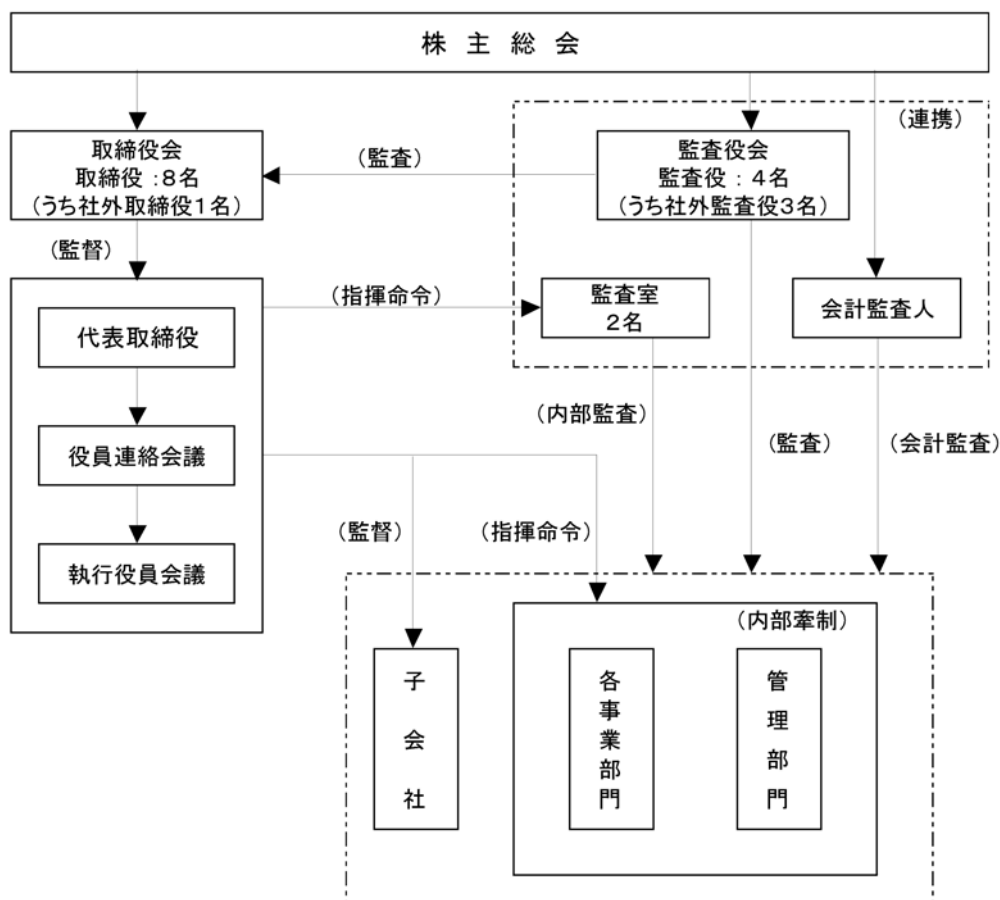 株主総会
(連携)
取締役会
取締役:8名
(うち社外取締役1名)
(監査)
監査役会
監査役:4名
(うち社外監査役3名)
(監督)
(指揮命令)
監査室
2名
会計監査人
代表取締役
役員連絡会議
執行役員会議
(内部監査)
(監査)
(会計監査)
(監督)
(指揮命令)
(内部牽制)
子会社
各事業部門
管理部門